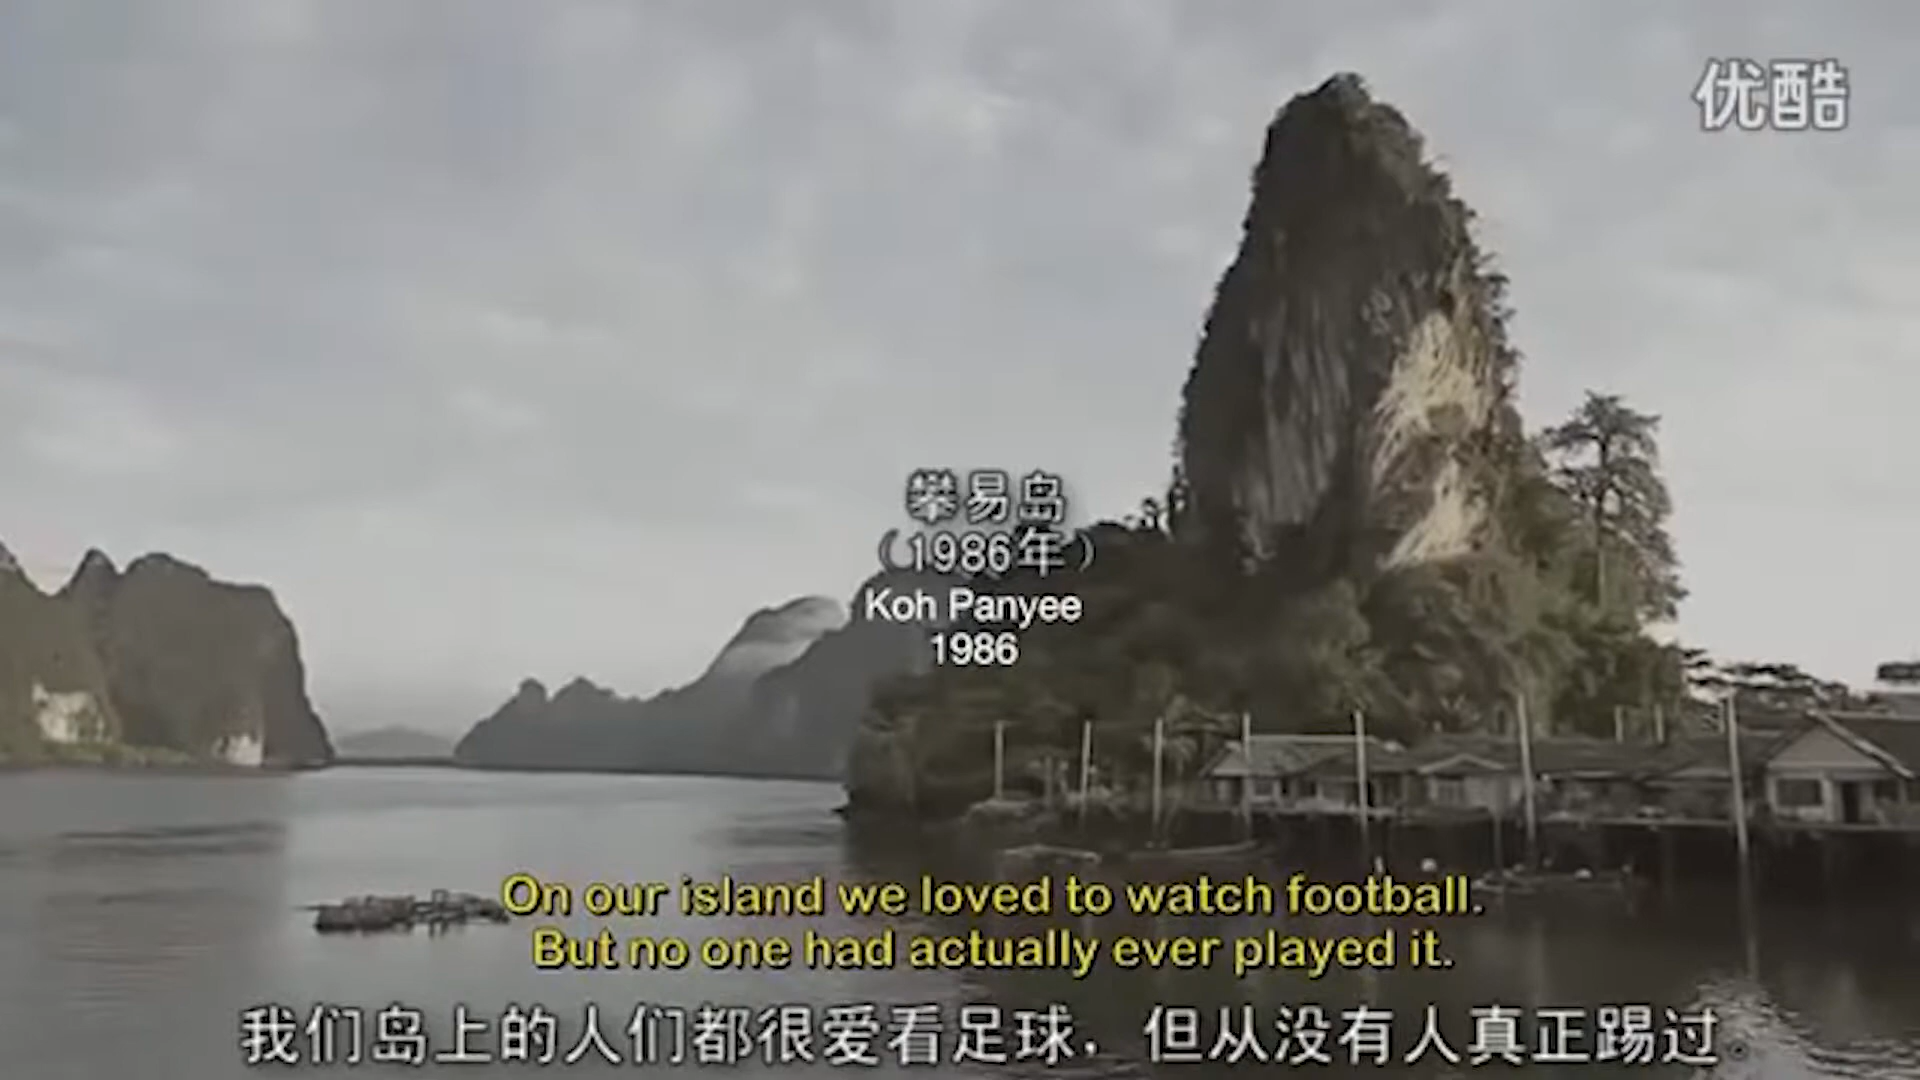 优酷
攀易岛
（1986年）
Koh Panyee
1986
On our island we loved to watch football.
But no one had actually ever played it.
我们岛上的人们都很爱看足球，但从没有人真正踢过。